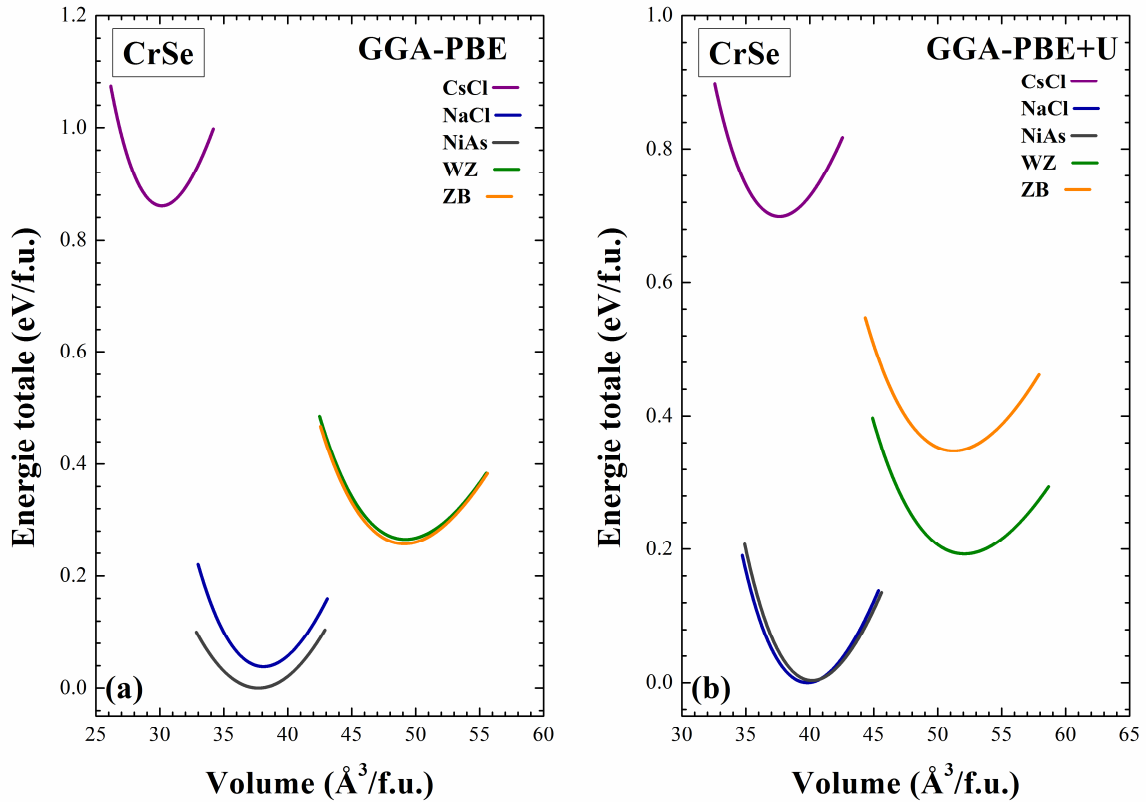 CrSe
GGA-PBE
CsCl
NaCl
NiAs
WZ
ZB
1.2
1.0
0.8
0.6
0.4
0.2
0.0
Energie totale (eV/f.u.)
(a)
25 30 35 40 45 50 55 60
Volume (Å³/f.u.)
CrSe
GGA-PBE+U
CsCl
NaCl
NiAs
WZ
ZB
1.0
0.8
0.6
0.4
0.2
0.0
Energie totale (eV/f.u.)
(b)
30 35 40 45 50 55 60 65
Volume (Å³/f.u.)